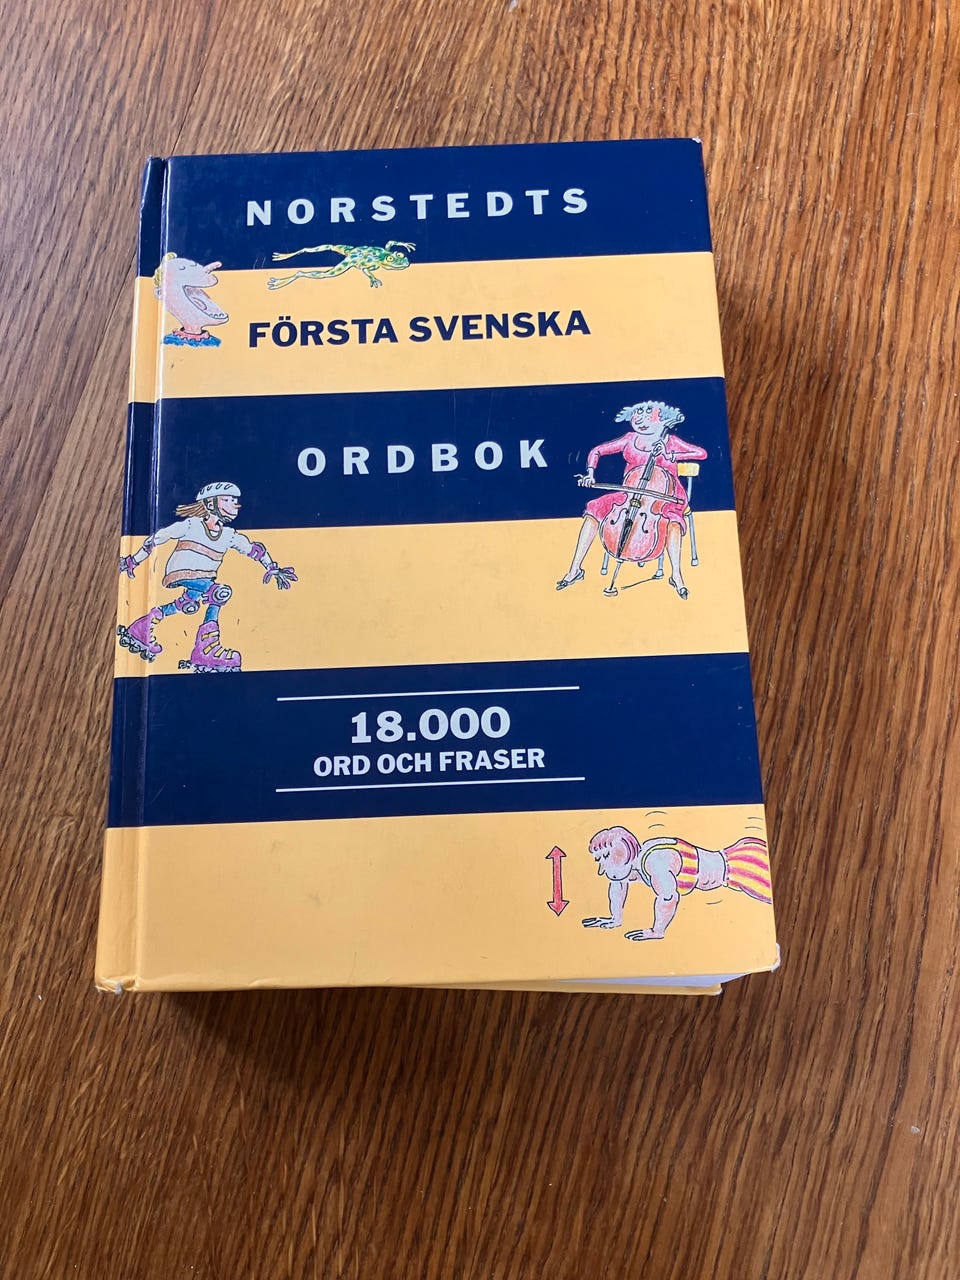 NORSTEDTS
FÖRSTA SVENSKA
ORDBOK
18.000
ORD OCH FRASER